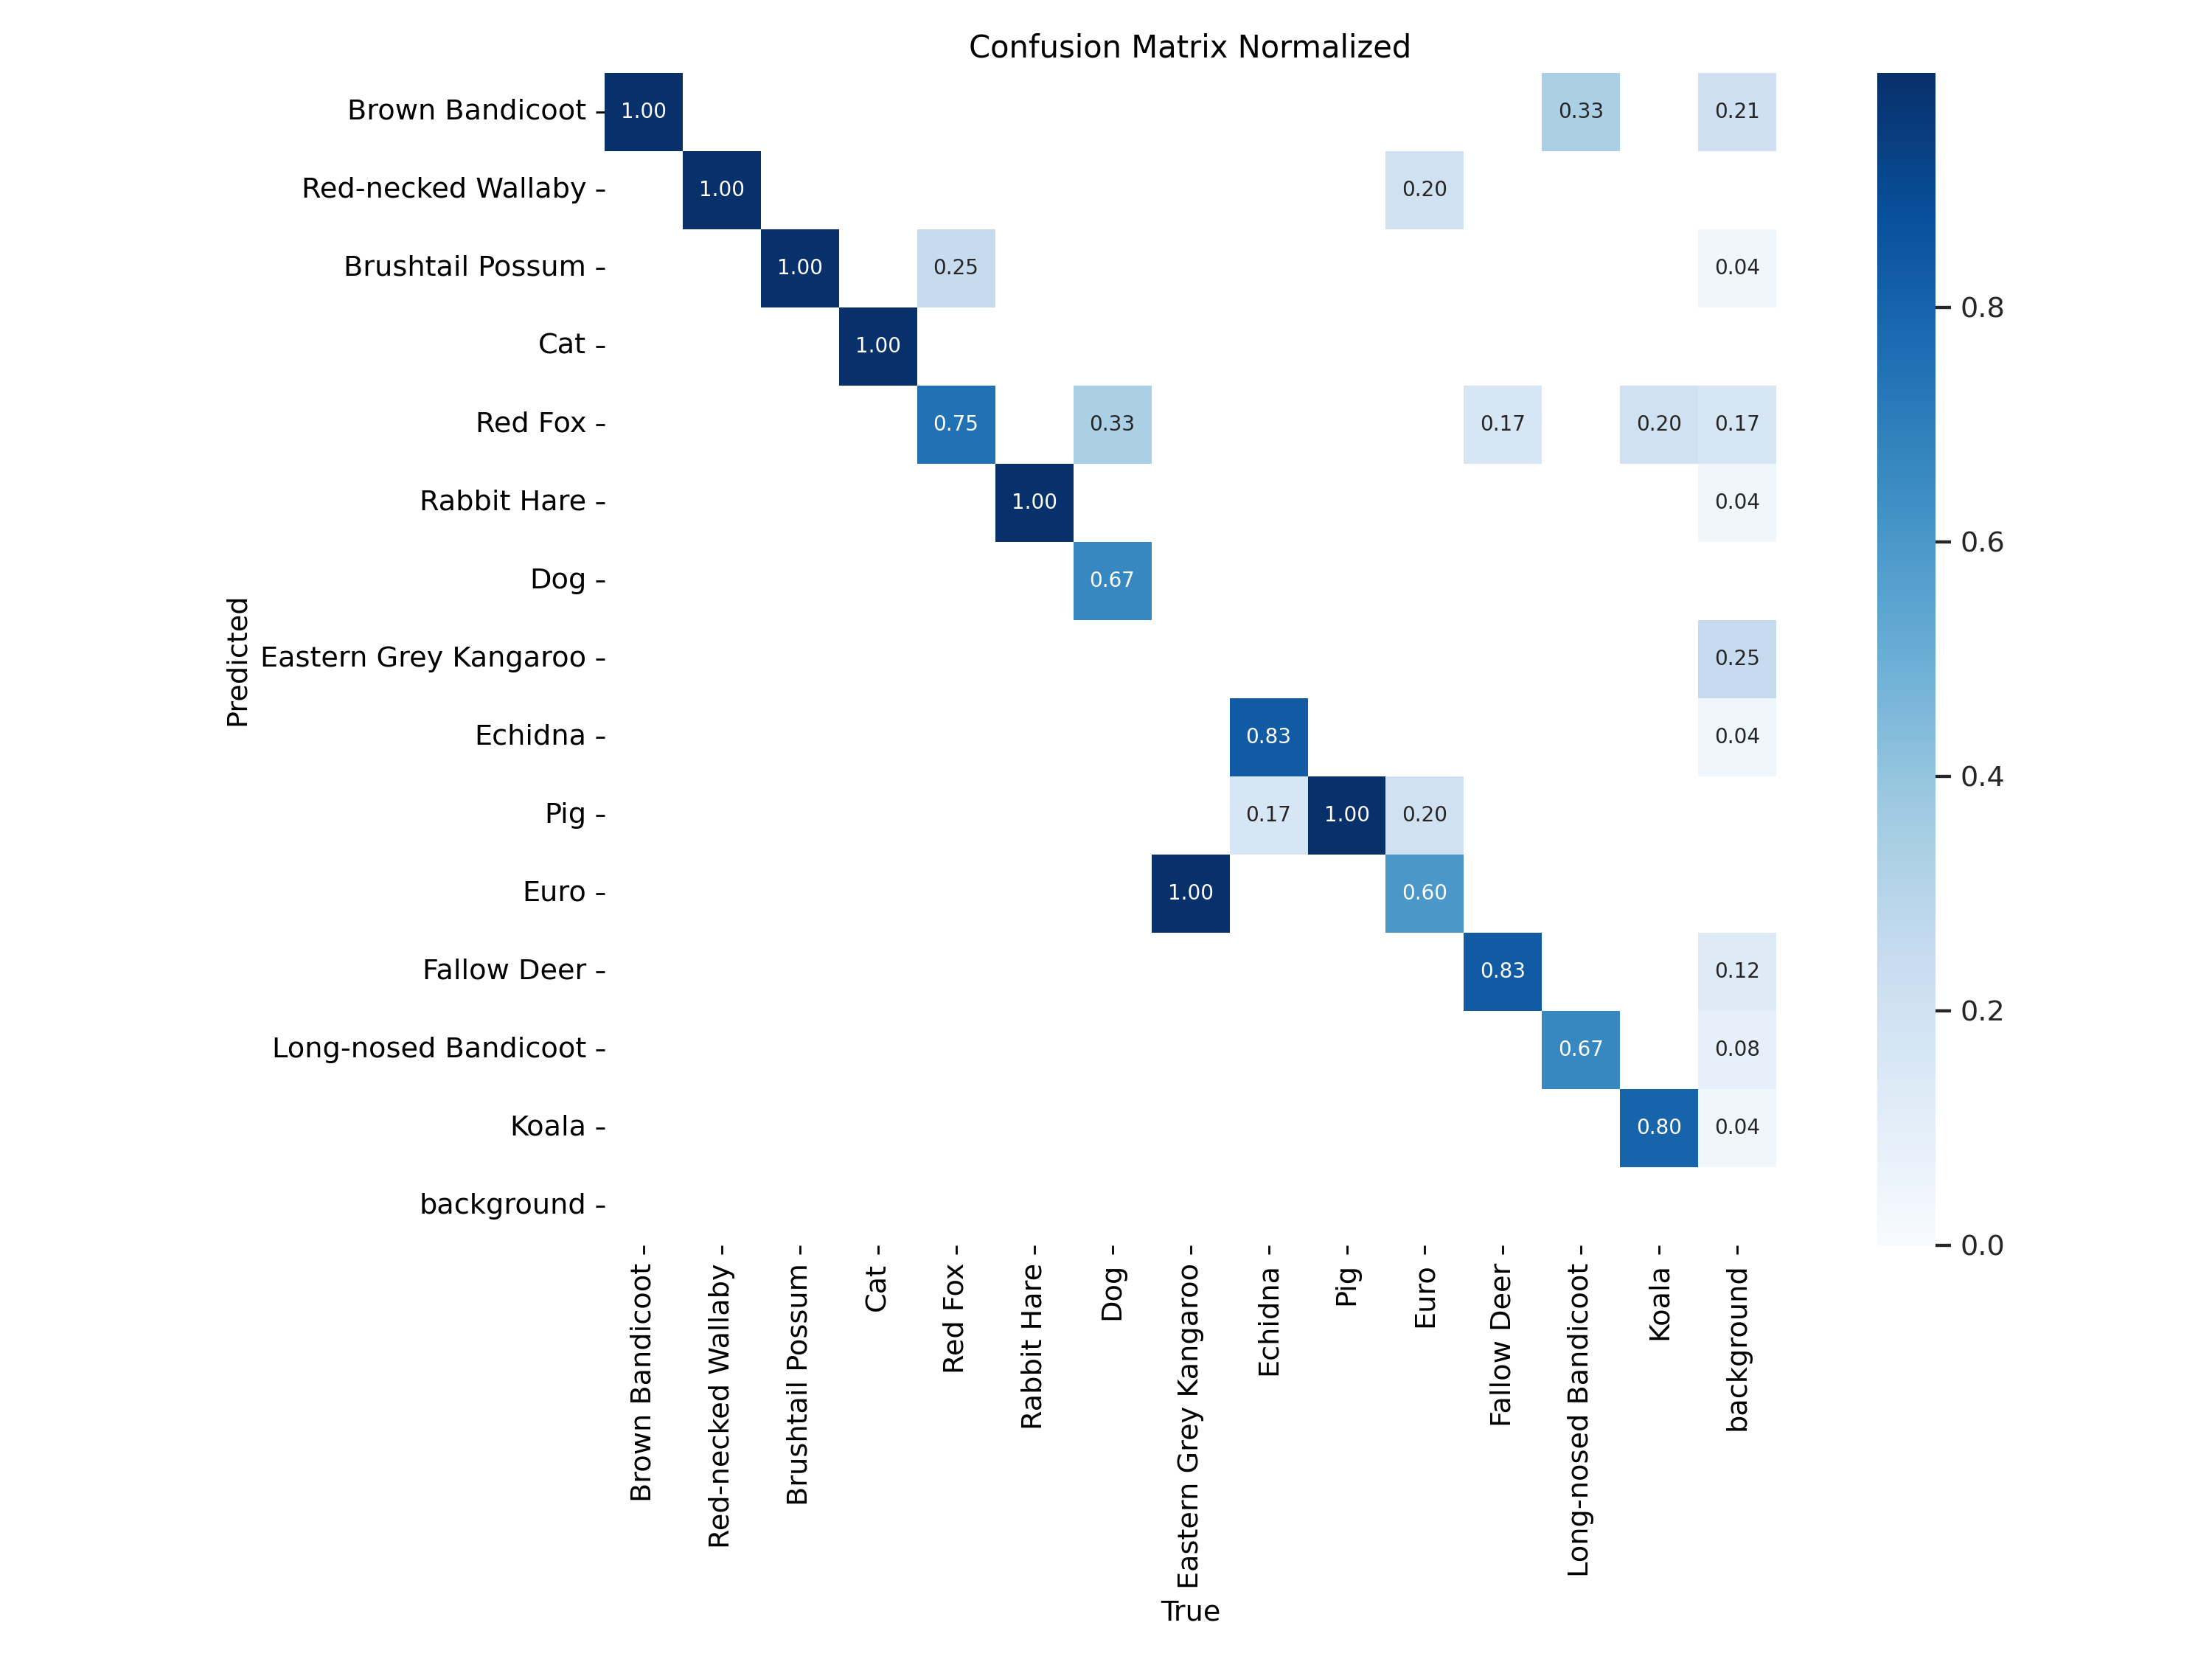 Confusion Matrix Normalized
Brown Bandicoot 1.00 0.33 0.21
Red-necked Wallaby 1.00 0.20
Brushtail Possum 1.00 0.25 0.04
Cat 1.00
Red Fox 0.75 0.33 0.17 0.20 0.17
Rabbit Hare 1.00 0.04
Dog 0.67
Eastern Grey Kangaroo 0.25
Echidna 0.83 0.04
Pig 0.17 1.00 0.20
Euro 1.00 0.60
Fallow Deer 0.83 0.12
Long-nosed Bandicoot 0.67 0.08
Koala 0.80 0.04
background
Predicted
Brown Bandicoot
Red-necked Wallaby
Brushtail Possum
Cat
Red Fox
Rabbit Hare
Dog
Eastern Grey Kangaroo
Echidna
Pig
Euro
Fallow Deer
Long-nosed Bandicoot
Koala
background
True
0.8
0.6
0.4
0.2
0.0